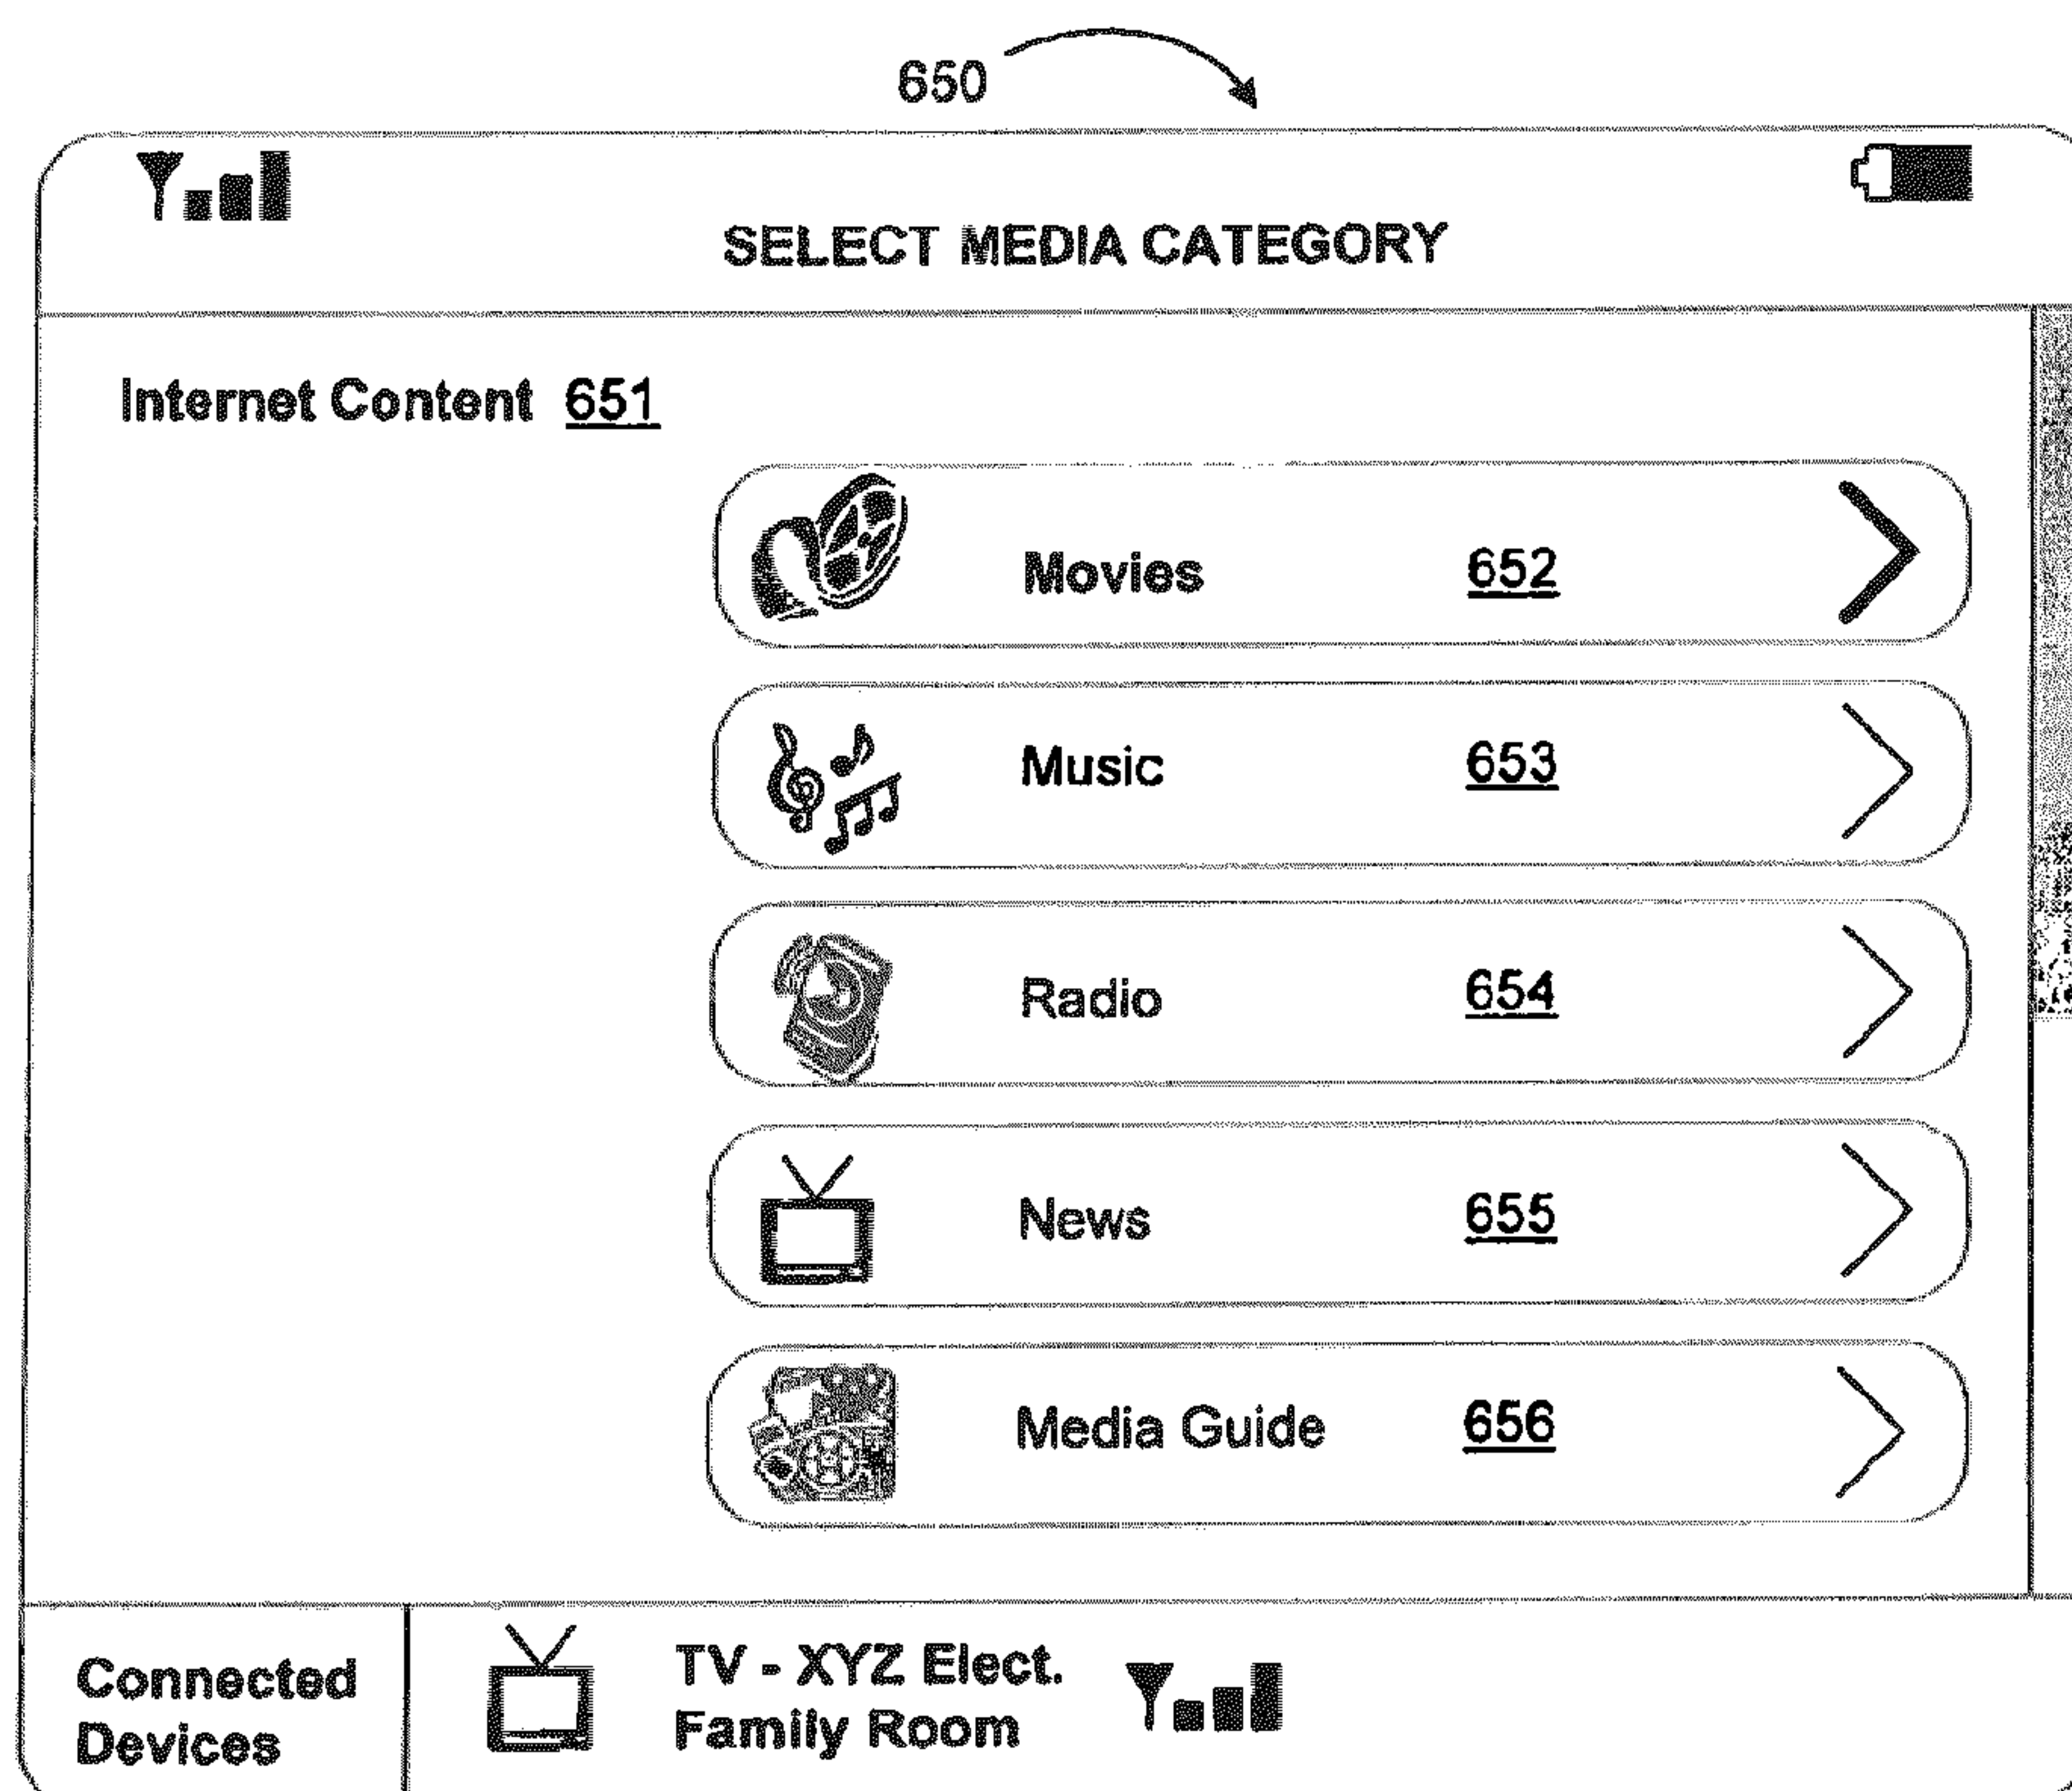 650
SELECT MEDIA CATEGORY
Internet Content 651
Movies 652
Music 653
Radio 654
News 655
Media Guide 656
Connected
Devices
TV - XYZ Elect.
Family Room